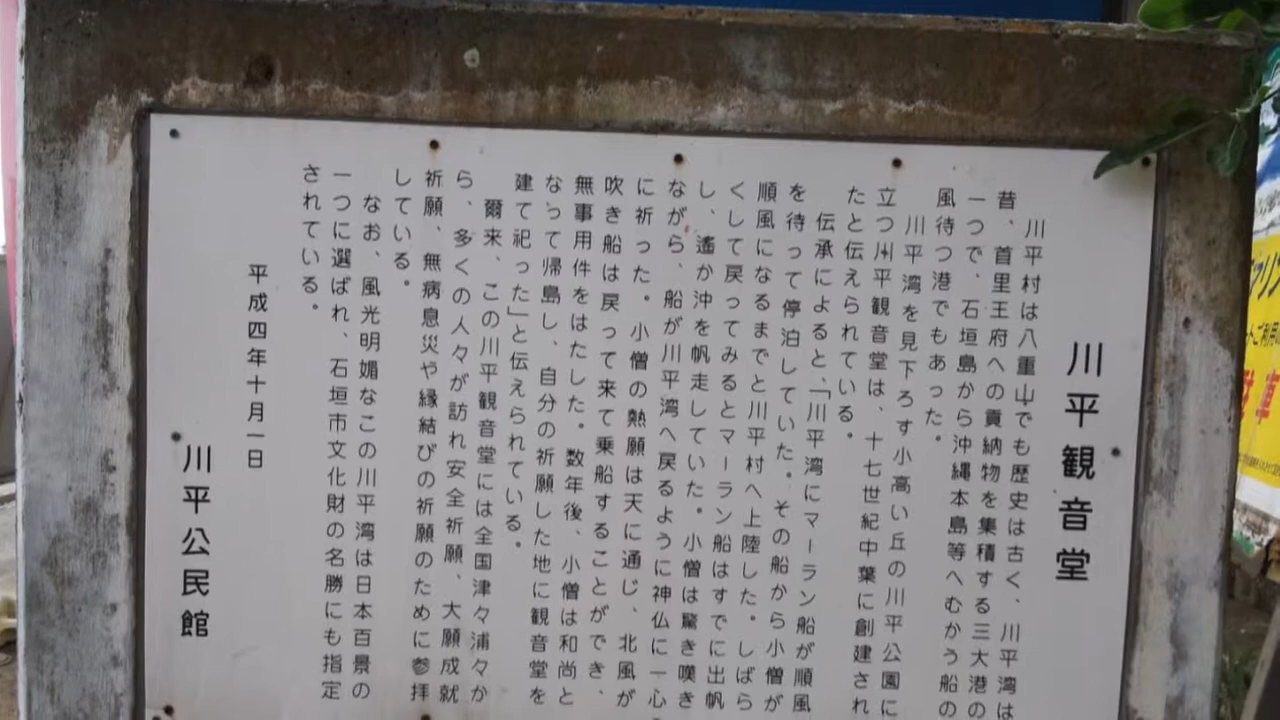 川平観音堂
川平村は八重山でも歴史は古く、川平湾は
昔、首里王府への貢納物を集積する三大港の
一つで、石垣島から沖縄本島等へむかう船の
風待つ港でもあった。
川平湾を見下ろす小高い丘の川平公園に
立つ川平観音堂は、十七世紀中葉に創建され
たと伝えられている。
伝承によると、「川平湾にマーラン船が順風
を待って停泊していた。その船から小僧が
順風になるまでと川平村へ上陸した。しばら
くして戻ってみるとマーラン船はすでに出帆
し、遙か沖を帆走していた。小僧は驚き嘆き
ながら、船が川平湾へ戻るように神仏に一心
に祈った。小僧の熱願は天に通じ、北風が
吹き船は戻って来て乗船することができ、
無事用件をはたした。数年後、小僧は和尚と
なって帰島し、自分の祈願した地に観音堂を
建て祀った」と伝えられている。
爾来、この川平観音堂には全国津々浦々か
ら、多くの人々が訪れ安全祈願、大願成就
祈願、無病息災や縁結びの祈願のために参拝
している。
なお、風光明媚なこの川平湾は日本百景の
一つに選ばれ、石垣市文化財の名勝にも指定
されている。
平成四年十月一日
川平公民館